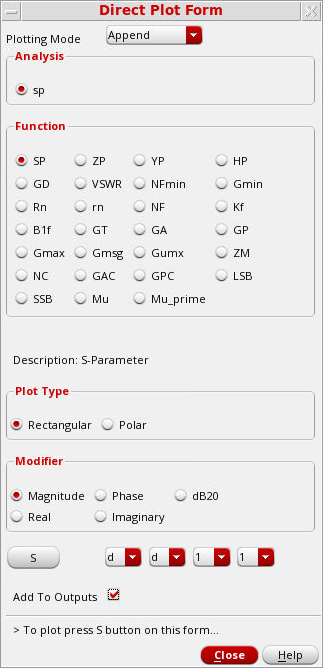 Direct Plot Form
Plotting Mode Append
Analysis
sp
Function
SP ZP YP HP
GD VSWR NFmin Gmin
Rn rn NF Kf
B1f GT GA GP
Gmax Gmsg Gumx ZM
NC GAC GPC LSB
SSB Mu Mu_prime
Description: S-Parameter
Plot Type
Rectangular Polar
Modifier
Magnitude Phase dB20
Real Imaginary
S d d 1 1
Add To Outputs
> To plot press S button on this form...
Close Help